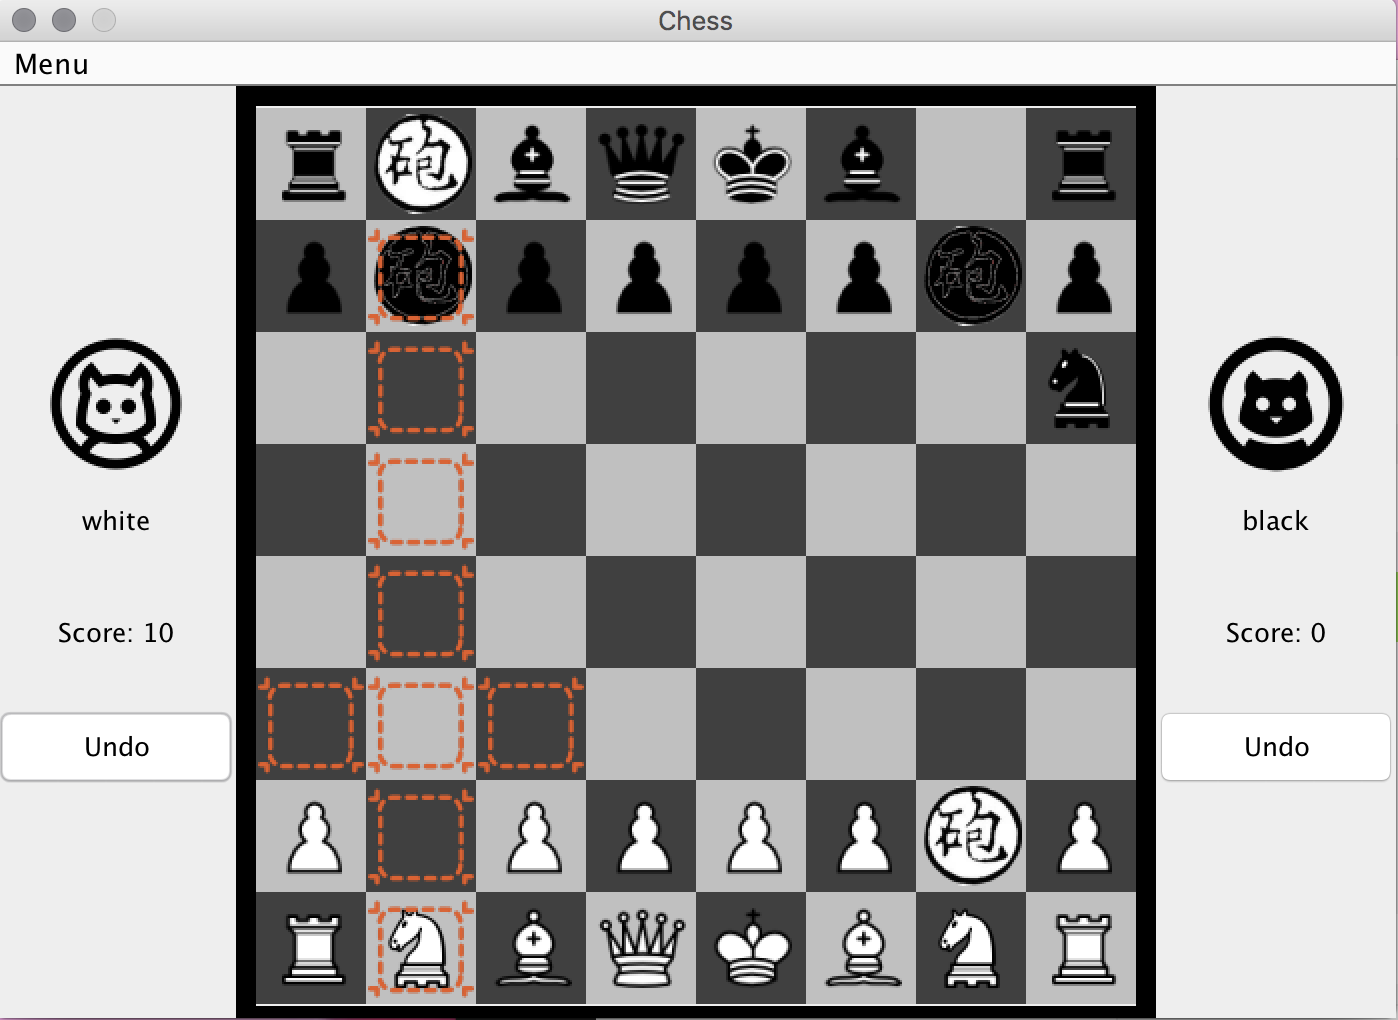 Chess
Menu
砲
砲
砲
white
black
Score: 10
Score: 0
Undo
Undo
砲